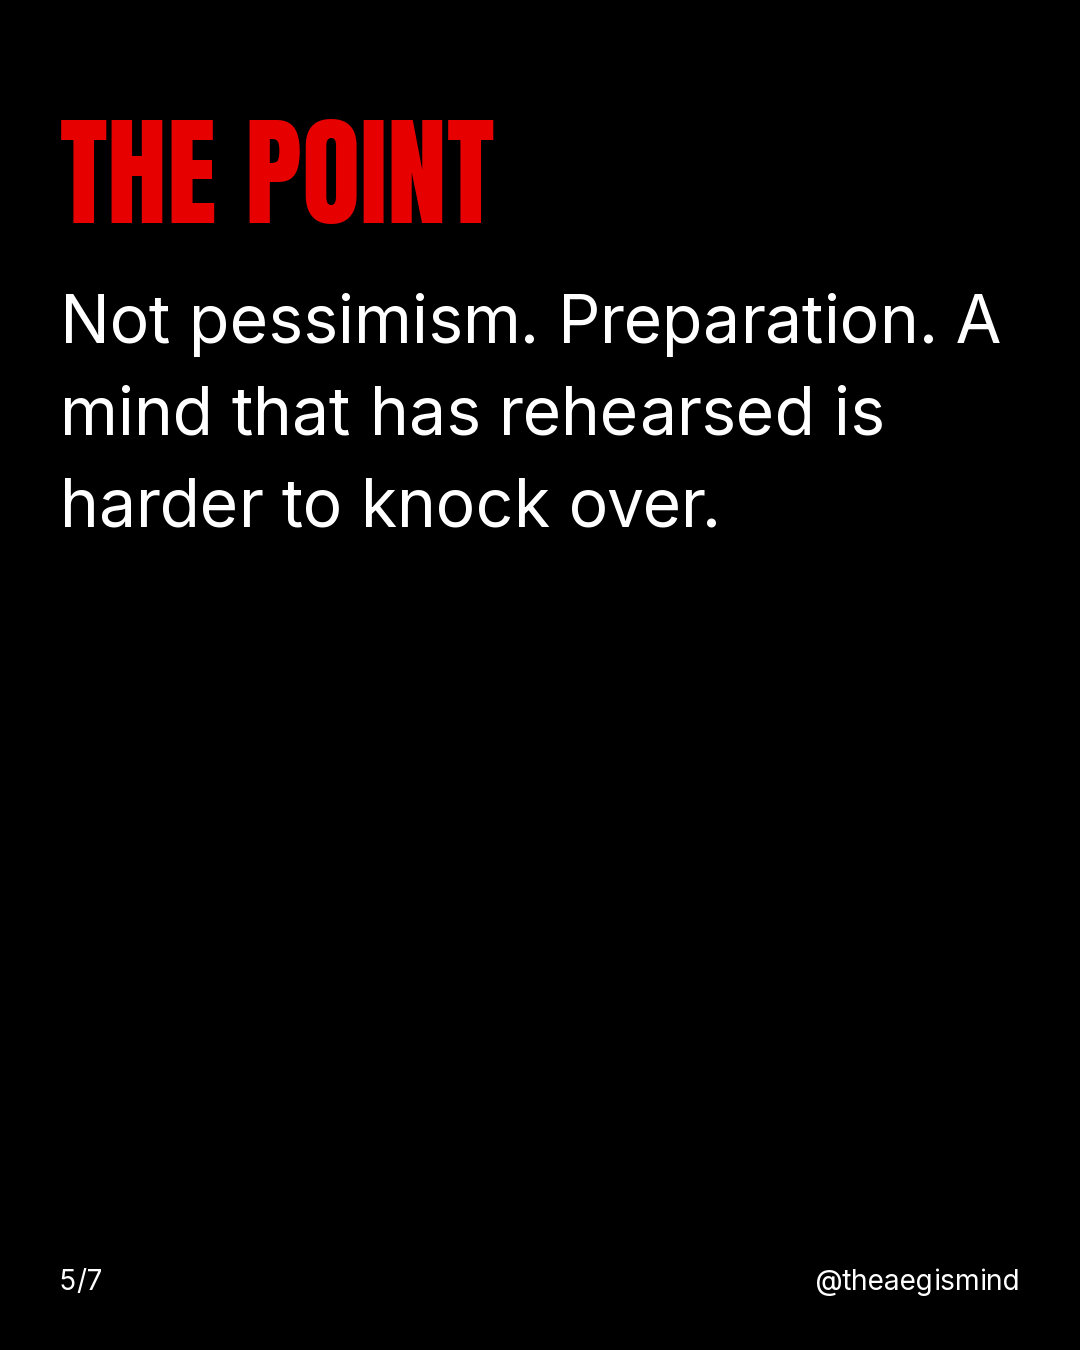 THE POINT
Not pessimism. Preparation. A
mind that has rehearsed is
harder to knock over.
5/7
@theaegismind